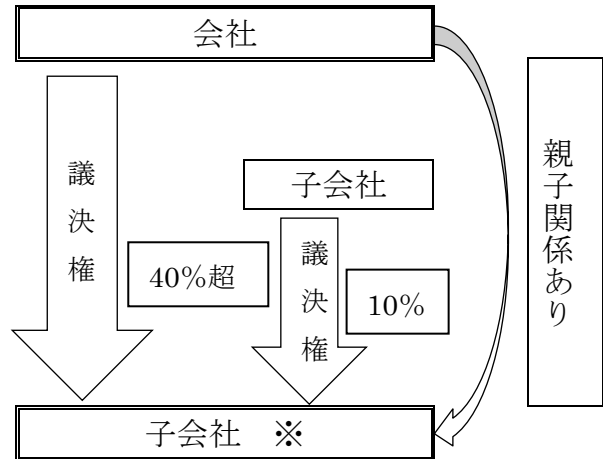 会社
議決権
40%超
子会社
議決権
10%
親子関係あり
子会社 ※